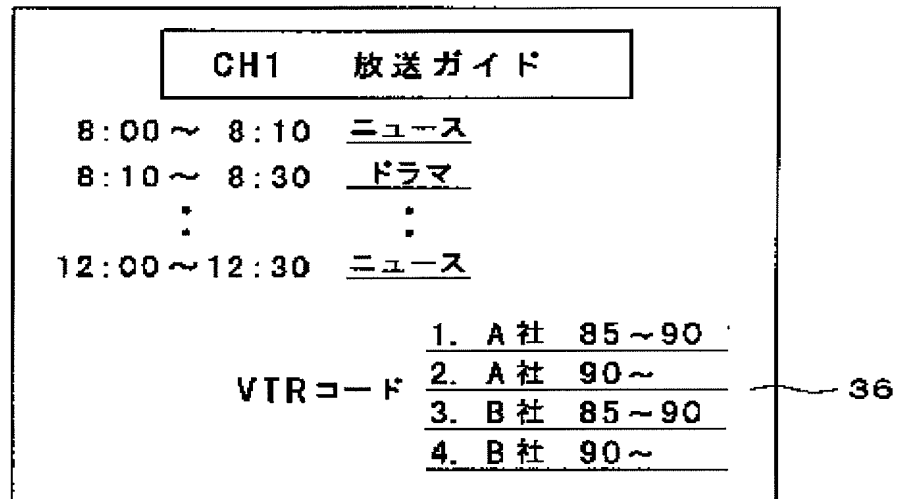 CH1 放送ガイド
8:00～ 8:10 ニュース
8:10～ 8:30 ドラマ
： ：
12:00～12:30 ニュース
1. A社 85～90
2. A社 90～
VTRコード
36
3. B社 85～90
4. B社 90～